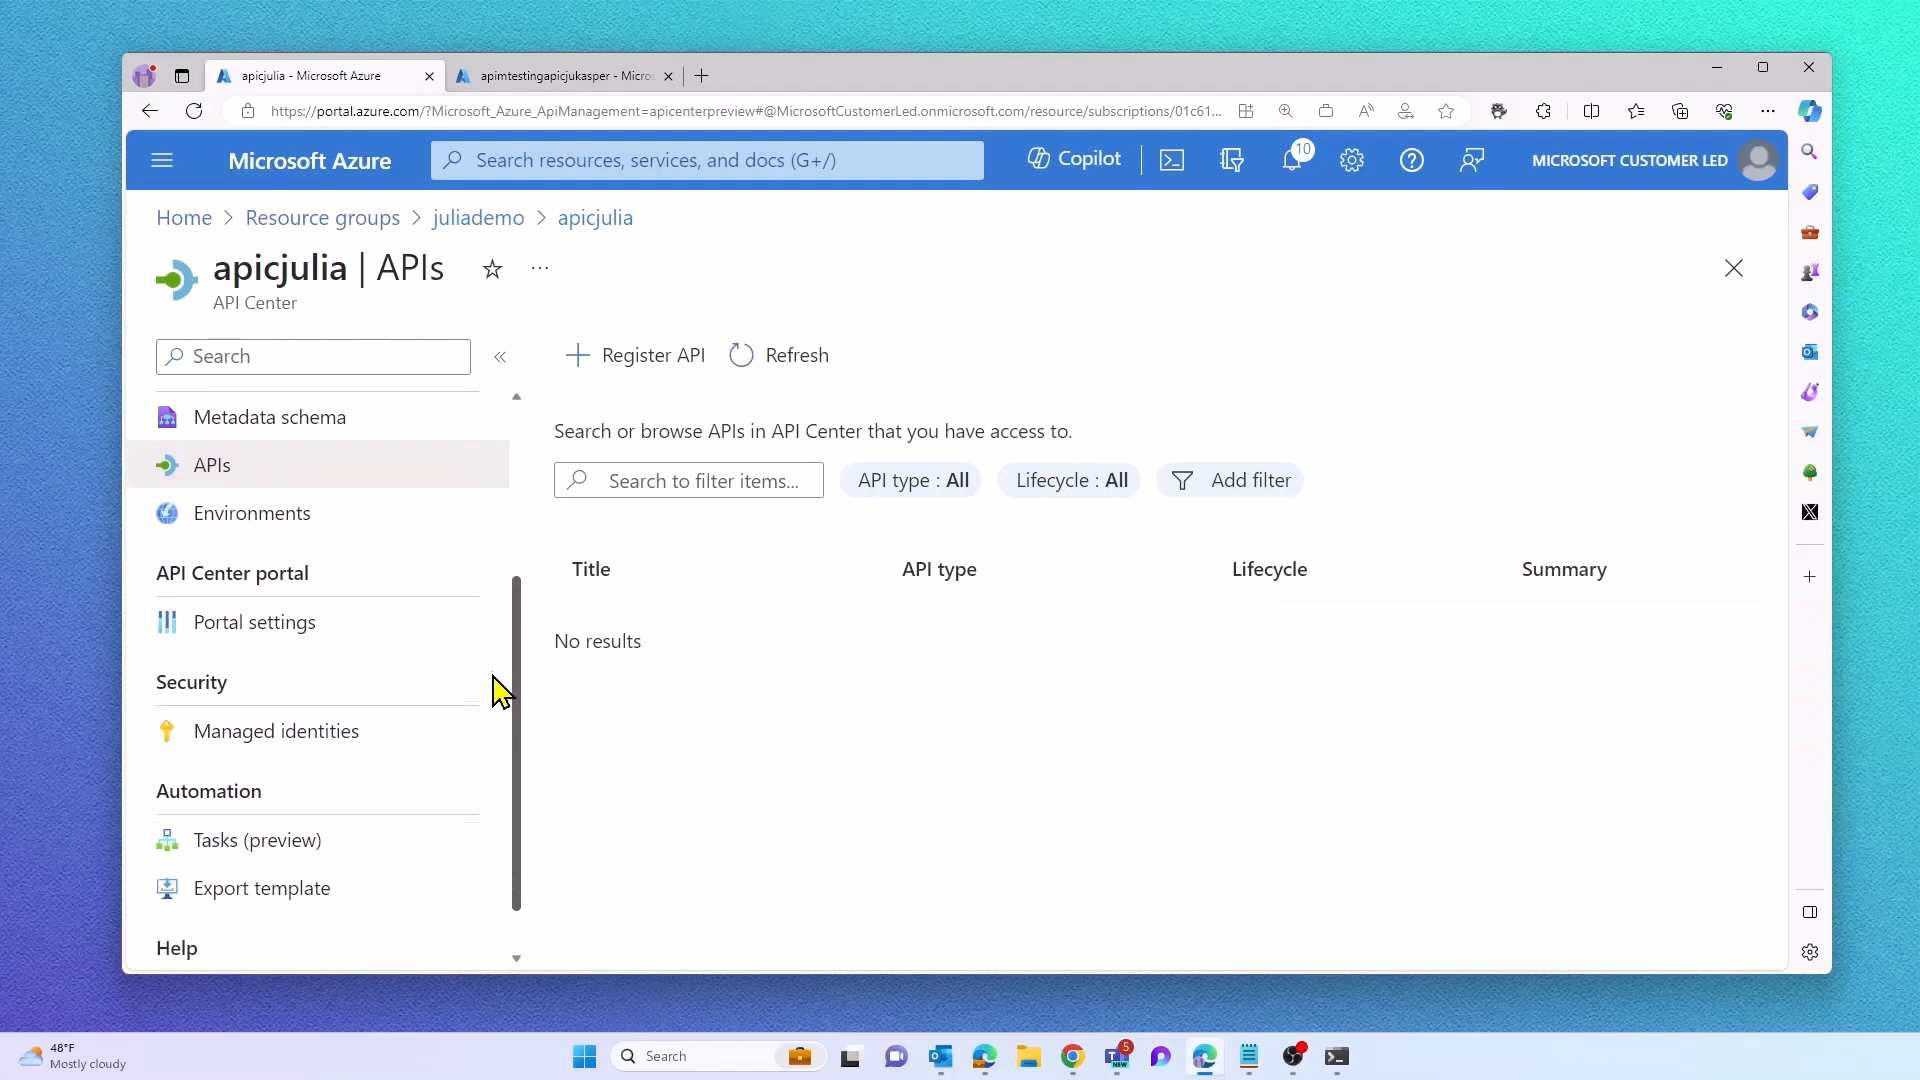 apicjulia - Microsoft Azure
apimtestingapicjukasper - Micros
https://portal.azure.com/?Microsoft_Azure_ApiManagement=apicenterpreview#@MicrosoftCustomerLed.onmicrosoft.com/resource/subscriptions/01c61...
Microsoft Azure
Search resources, services, and docs (G+/)
Copilot
10
MICROSOFT CUSTOMER LED
Home > Resource groups > juliademo > apicjulia
apicjulia | APIs
API Center
Search
Register API
Refresh
Metadata schema
APIs
Environments
API Center portal
Portal settings
Security
Managed identities
Automation
Tasks (preview)
Export template
Help
Search or browse APIs in API Center that you have access to.
Search to filter items...
API type : All
Lifecycle : All
Add filter
Title
API type
Lifecycle
Summary
No results
48°F
Mostly cloudy
Search
5
NEW